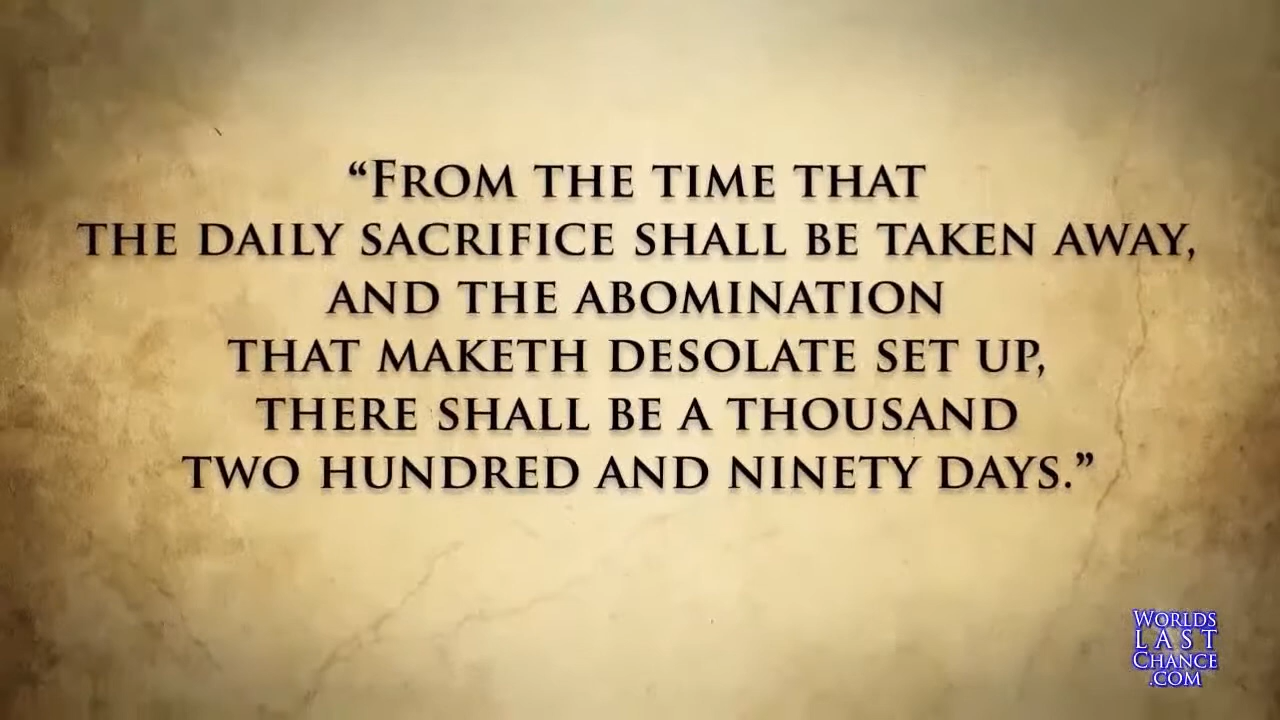 “From the time that
the daily sacrifice shall be taken away,
and the abomination
that maketh desolate set up,
there shall be a thousand
two hundred and ninety days.”
Worlds
Last
Chance
.com